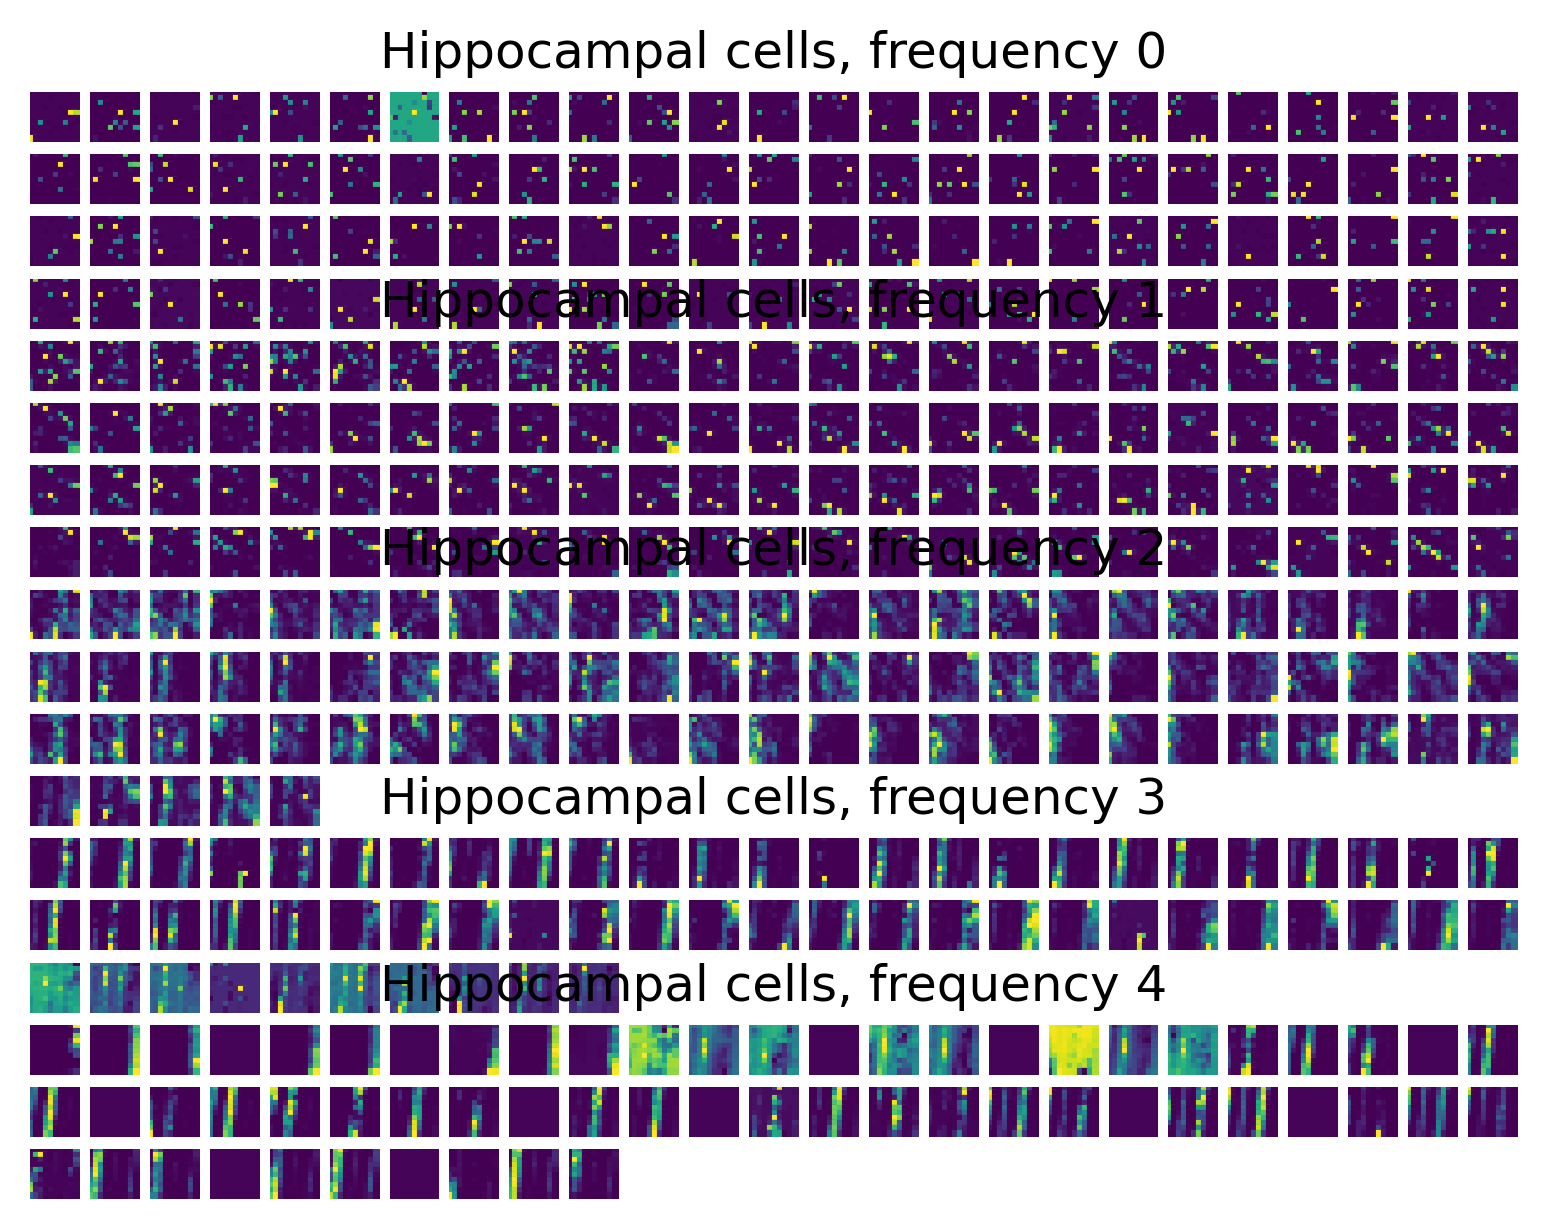 Hippocampal cells, frequency 0
Hippocampal cells, frequency 1
Hippocampal cells, frequency 2
Hippocampal cells, frequency 3
Hippocampal cells, frequency 4